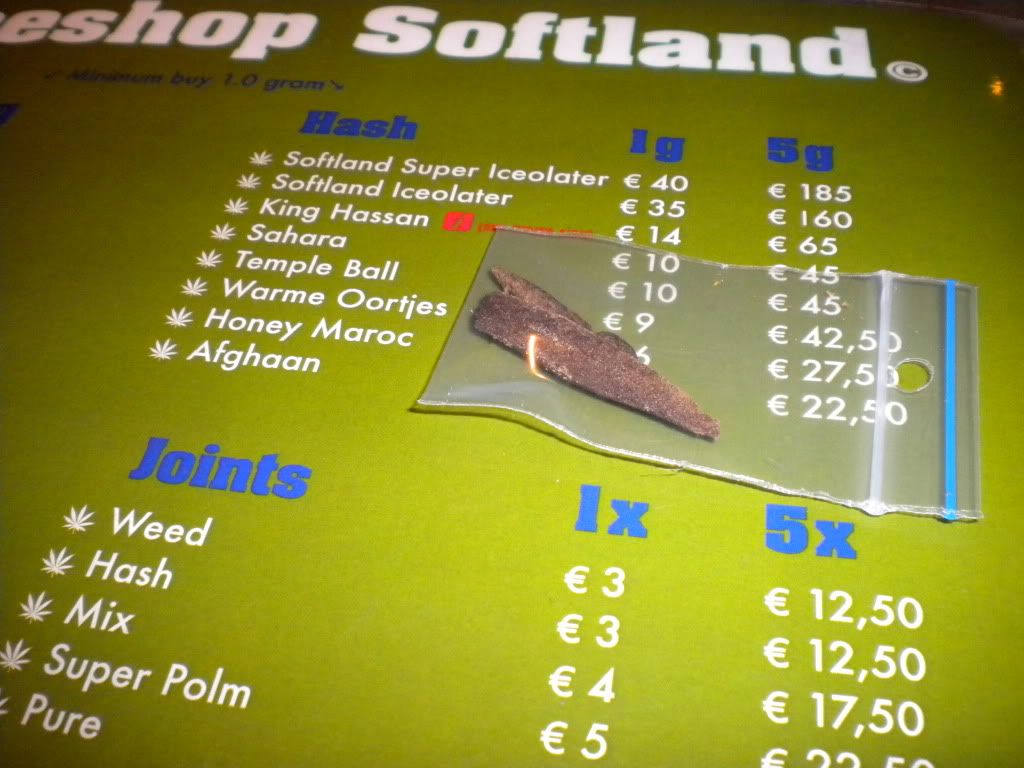 eshop Softland ©
Minimum buy 1.0 gram
Hash 1g 5g
Softland Super Iceolater € 40 € 185
Softland Iceolater € 35 € 160
King Hassan € 14 € 65
Sahara € 10 € 45
Temple Ball € 10 € 45
Warme Oortjes € 9 € 42,50
Honey Maroc 6 € 27,50
Afghaan € 22,50
Joints 1x 5x
Weed € 3 € 12,50
Hash € 3 € 12,50
Mix € 4 € 17,50
Super Polm € 5 € 22,50
Pure